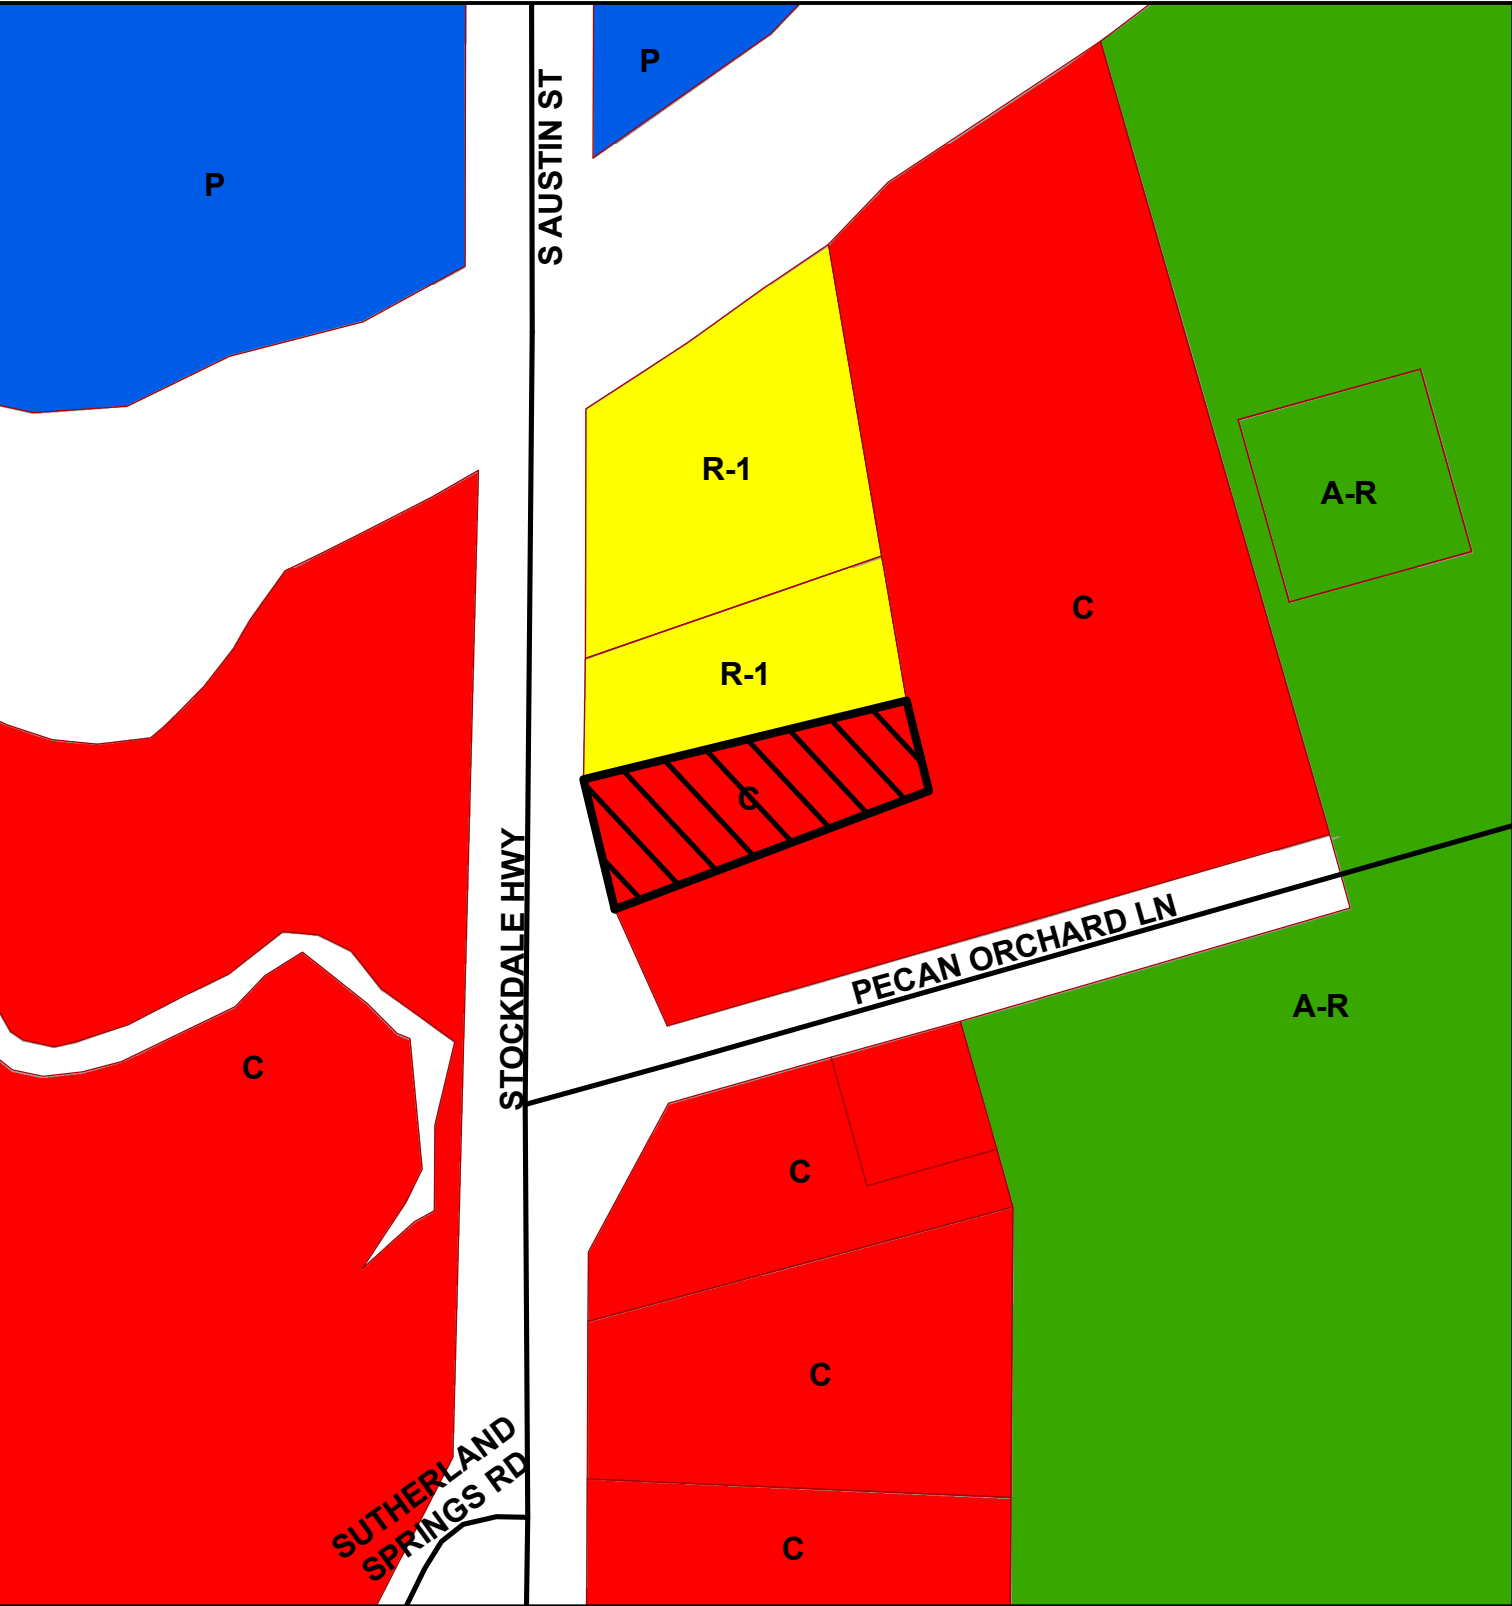 P
P
S AUSTIN ST
R-1
A-R
C
R-1
C
STOCKDALE HWY
PECAN ORCHARD LN
A-R
C
C
C
SUTHERLAND
SPRINGS RD
C